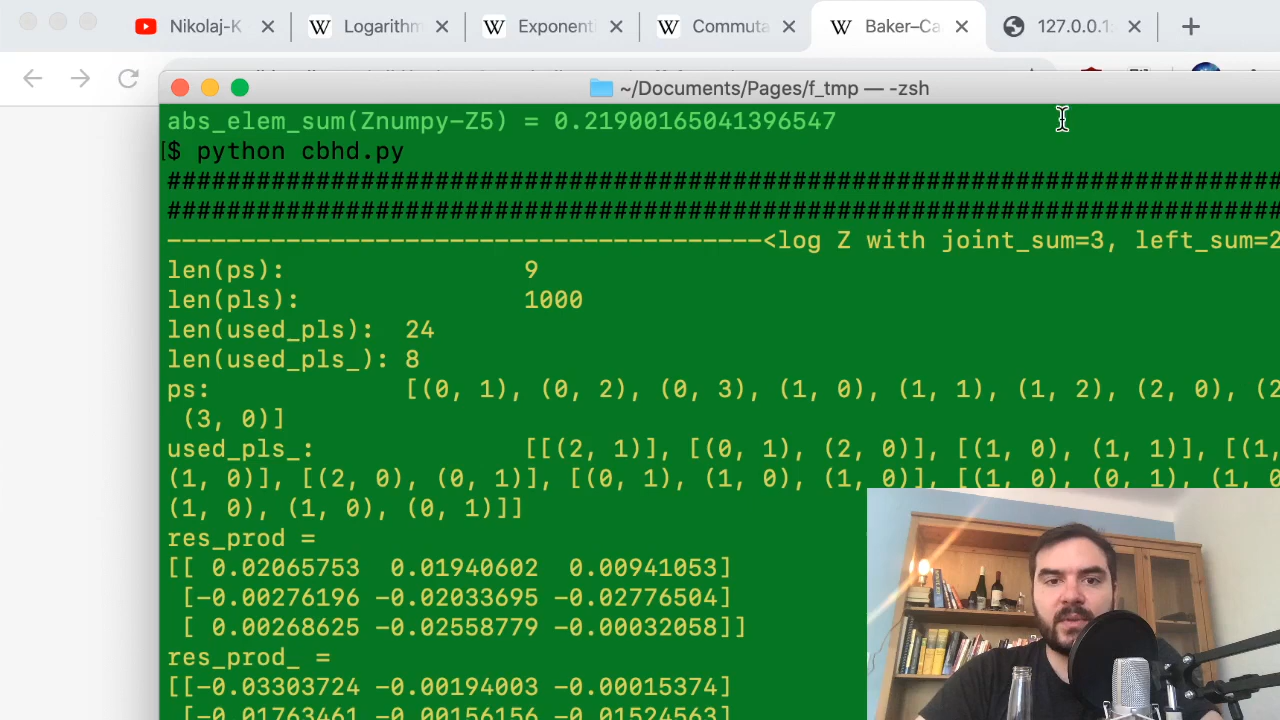 Nikolaj-K
Logarithm
Exponent
Commuta
Baker–Ca
127.0.0.1:
~/Documents/Pages/f_tmp — -zsh
abs_elem_sum(Znumpy-Z5) = 0.21900165041396547
[$ python cbhd.py
##########################################################################
##########################################################################
----------------------------------------<log Z with joint_sum=3, left_sum=2
len(ps): 9
len(pls): 1000
len(used_pls): 24
len(used_pls_): 8
ps: [(0, 1), (0, 2), (0, 3), (1, 0), (1, 1), (1, 2), (2, 0), (2
(3, 0)]
used_pls_: [[(2, 1)], [(0, 1), (2, 0)], [(1, 0), (1, 1)], [(1,
(1, 0)], [(2, 0), (0, 1)], [(0, 1), (1, 0), (1, 0)], [(1, 0), (0, 1), (1, 0
(1, 0), (1, 0), (0, 1)]]
res_prod =
[[ 0.02065753 0.01940602 0.00941053]
[-0.00276196 -0.02033695 -0.02776504]
[ 0.00268625 -0.02558779 -0.00032058]]
res_prod_ =
[[-0.03303724 -0.00194003 -0.00015374]
[-0.01763461 -0.00156156 -0.01524563]